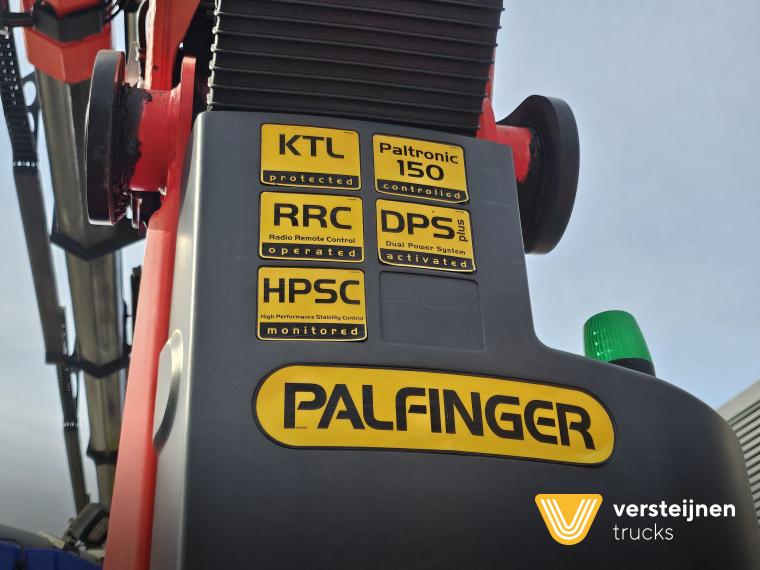 KTL
protected
Paltronic
150
controlled
RRC
Radio Remote Control
operated
DPS plus
Dual Power System
activated
HPSC
High Performance Stability Control
monitored
PALFINGER
versteijnen
trucks